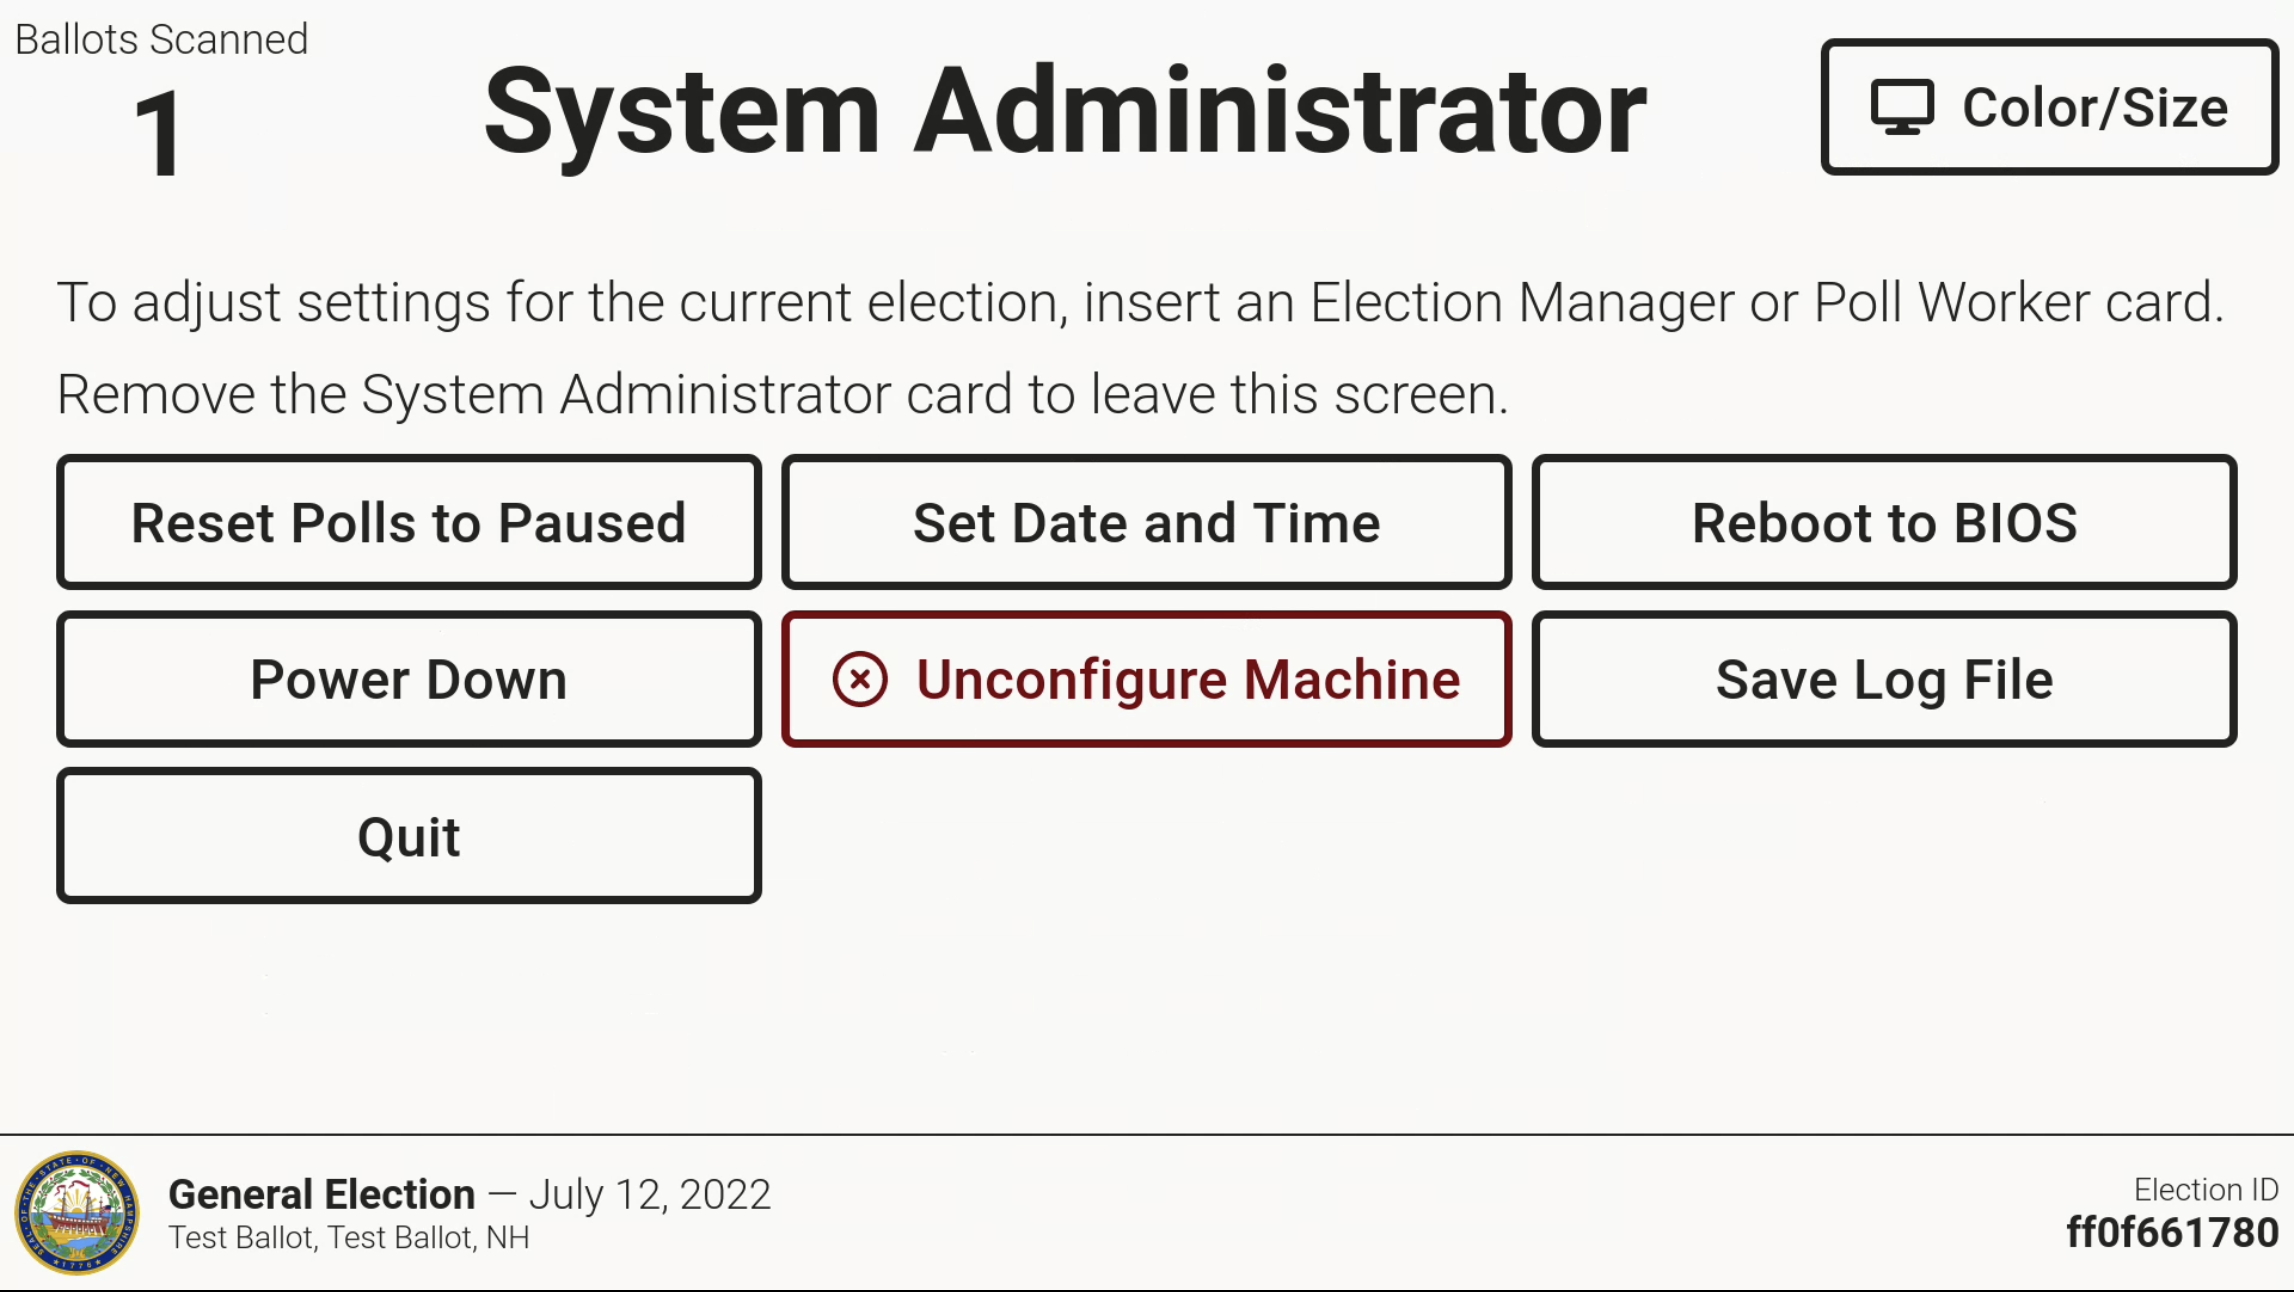 Ballots Scanned
1
System Administrator
Color/Size
To adjust settings for the current election, insert an Election Manager or Poll Worker card.
Remove the System Administrator card to leave this screen.
Reset Polls to Paused
Set Date and Time
Reboot to BIOS
Power Down
Unconfigure Machine
Save Log File
Quit
SEAL · OF · THE · STATE · OF · NEW HAMPSHIRE
1776
General Election — July 12, 2022
Test Ballot, Test Ballot, NH
Election ID
ff0f661780